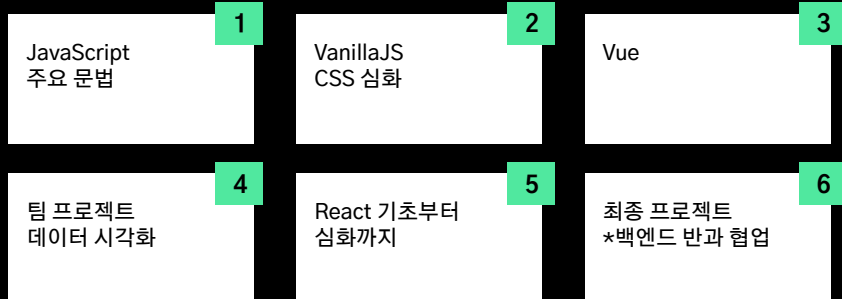 1
JavaScript
주요 문법
2
VanillaJS
CSS 심화
3
Vue
4
팀 프로젝트
데이터 시각화
5
React 기초부터
심화까지
6
최종 프로젝트
*백엔드 반과 협업